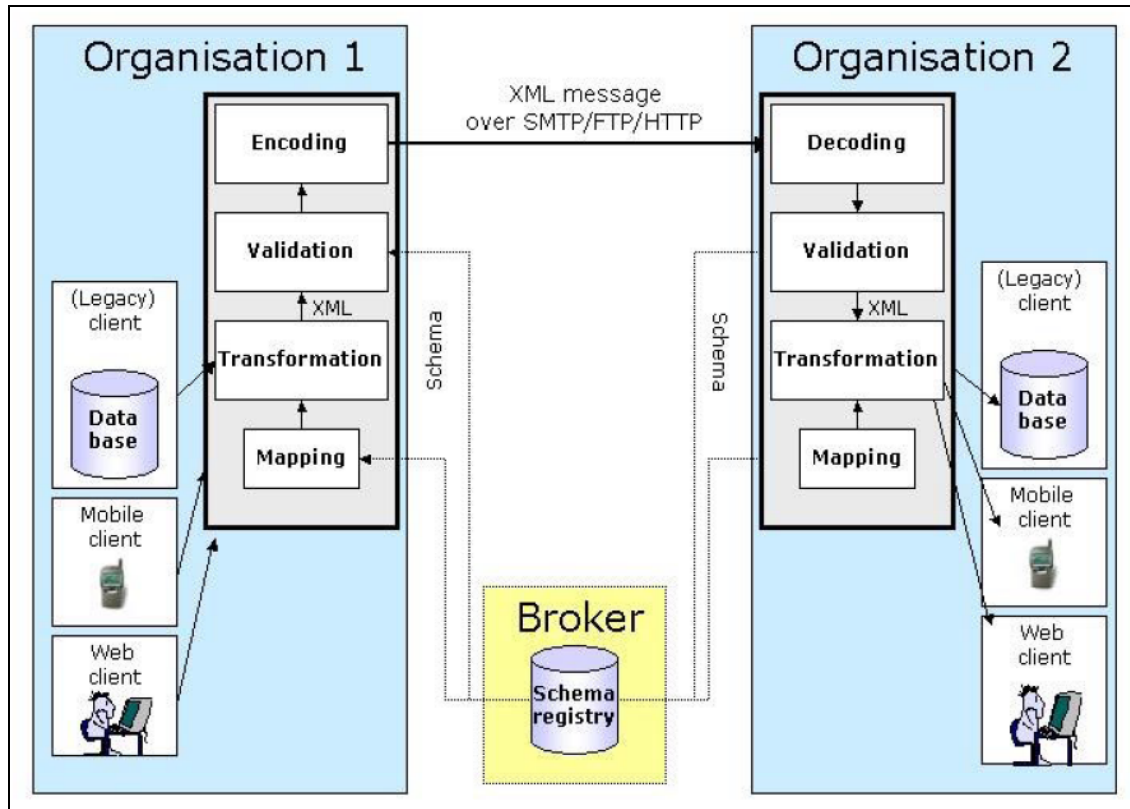 Organisation 1
Encoding
Validation
XML
Transformation
Mapping
(Legacy)
client
Data
base
Mobile
client
Web
client
XML message
over SMTP/FTP/HTTP
Schema
Schema
Broker
Schema
registry
Organisation 2
Decoding
Validation
XML
Transformation
Mapping
(Legacy)
client
Data
base
Mobile
client
Web
client